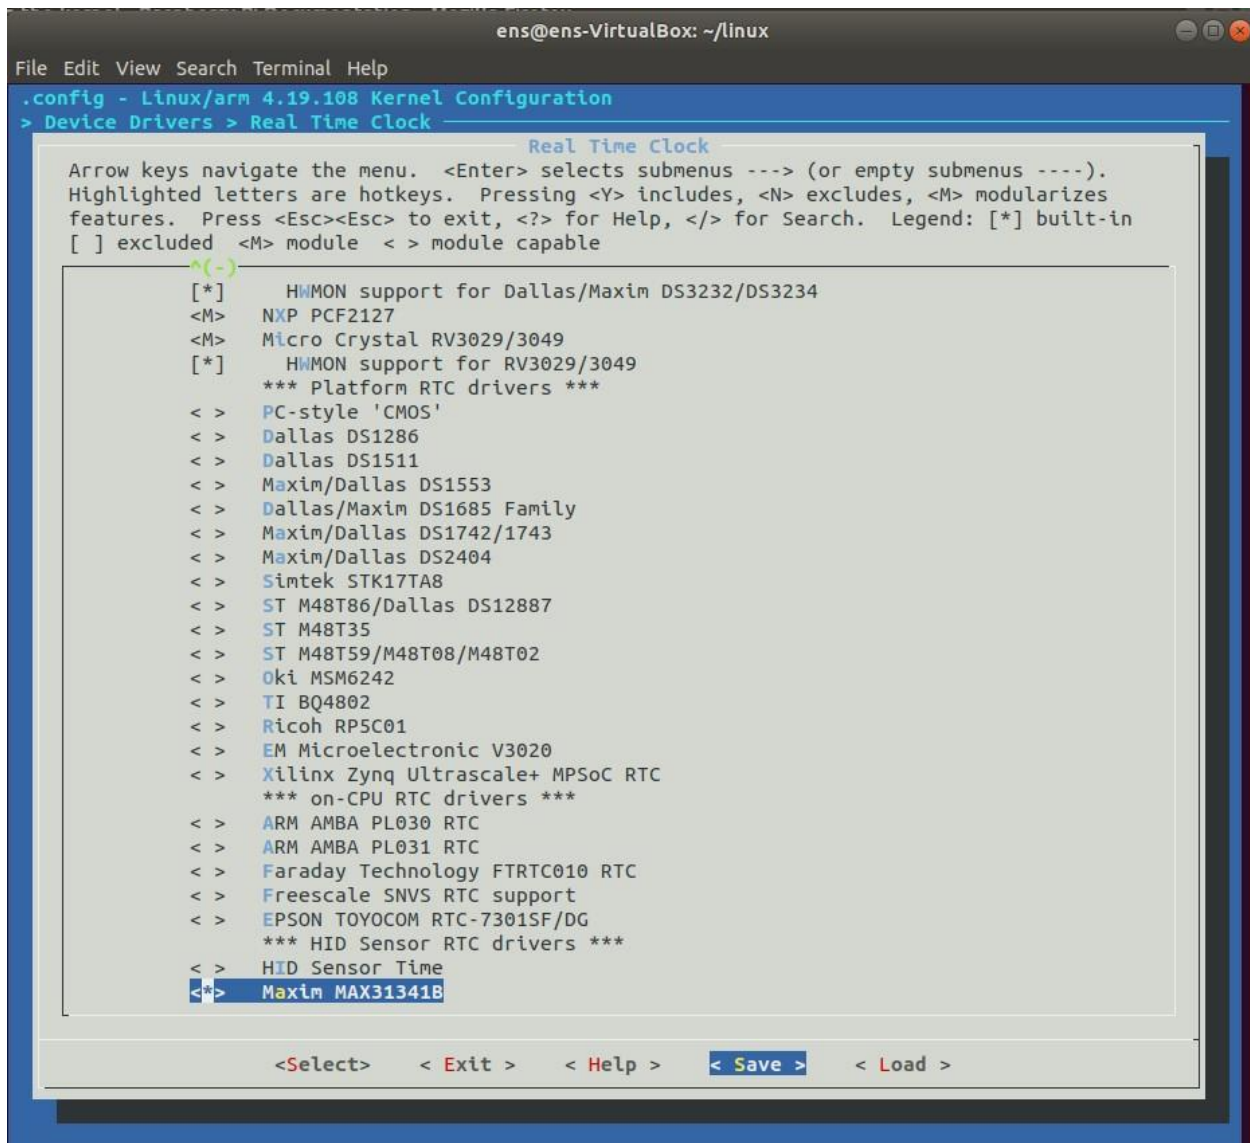 ens@ens-VirtualBox: ~/linux
File Edit View Search Terminal Help
.config - Linux/arm 4.19.108 Kernel Configuration
> Device Drivers > Real Time Clock
Real Time Clock
Arrow keys navigate the menu. <Enter> selects submenus ---> (or empty submenus ----).
Highlighted letters are hotkeys. Pressing <Y> includes, <N> excludes, <M> modularizes
features. Press <Esc><Esc> to exit, <?> for Help, </> for Search. Legend: [*] built-in
[ ] excluded <M> module < > module capable
^(-)
[*] HWMON support for Dallas/Maxim DS3232/DS3234
<M> NXP PCF2127
<M> Micro Crystal RV3029/3049
[*] HWMON support for RV3029/3049
*** Platform RTC drivers ***
< > PC-style 'CMOS'
< > Dallas DS1286
< > Dallas DS1511
< > Maxim/Dallas DS1553
< > Dallas/Maxim DS1685 Family
< > Maxim/Dallas DS1742/1743
< > Maxim/Dallas DS2404
< > Simtek STK17TA8
< > ST M48T86/Dallas DS12887
< > ST M48T35
< > ST M48T59/M48T08/M48T02
< > Oki MSM6242
< > TI BQ4802
< > Ricoh RP5C01
< > EM Microelectronic V3020
< > Xilinx Zynq Ultrascale+ MPSoC RTC
*** on-CPU RTC drivers ***
< > ARM AMBA PL030 RTC
< > ARM AMBA PL031 RTC
< > Faraday Technology FTRTC010 RTC
< > Freescale SNVS RTC support
< > EPSON TOYOCOM RTC-7301SF/DG
*** HID Sensor RTC drivers ***
< > HID Sensor Time
<*> Maxim MAX31341B
<Select> < Exit > < Help > < Save > < Load >